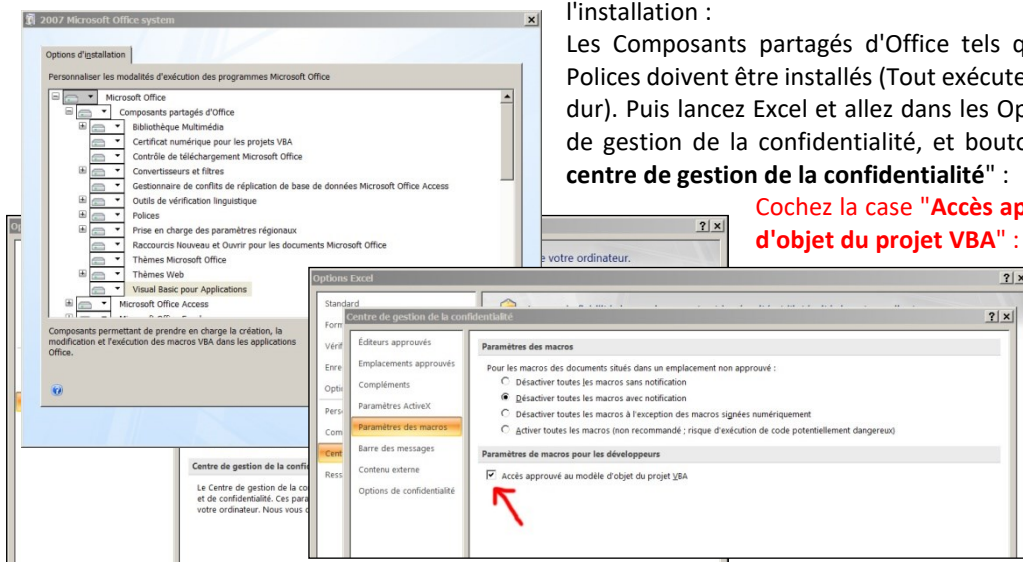 l'installation :
Les Composants partagés d'Office tels
Polices doivent être installés (Tout
dur). Puis lancez Excel et allez dans les
de gestion de la confidentialité, et
centre de gestion de la confidentialité" :
Cochez la case "Accès
d'objet du projet VBA" :
2007 Microsoft Office system
Options d'installation
Personnaliser les modalités d'exécution des programmes Microsoft Office
Microsoft Office
Composants partagés d'Office
Bibliothèque Multimédia
Certificat numérique pour les projets VBA
Contrôle de téléchargement Microsoft Office
Convertisseurs et filtres
Gestionnaire de conflits de réplication de base de données Microsoft Office Access
Outils de vérification linguistique
Polices
Prise en charge des paramètres régionaux
Raccourcis Nouveau et Ouvrir pour les documents Microsoft Office
Thèmes Microsoft Office
Thèmes Web
Visual Basic pour Applications
Microsoft Office Access
Composants permettant de prendre en charge la création, la
modification et l'exécution des macros VBA dans les applications
Office.
votre ordinateur.
Centre de gestion de la
Le Centre de gestion de la
et de confidentialité. Ces
votre ordinateur. Nous vous
Options Excel
Standard
Centre de gestion de la confidentialité
Éditeurs approuvés
Emplacements approuvés
Compléments
Paramètres ActiveX
Paramètres des macros
Barre des messages
Contenu externe
Options de confidentialité
Paramètres des macros
Pour les macros des documents situés dans un emplacement non approuvé :
Désactiver toutes les macros sans notification
Désactiver toutes les macros avec notification
Désactiver toutes les macros à l'exception des macros signées numériquement
Activer toutes les macros (non recommandé ; risque d'exécution de code potentiellement dangereux)
Paramètres de macros pour les développeurs
Accès approuvé au modèle d'objet du projet VBA